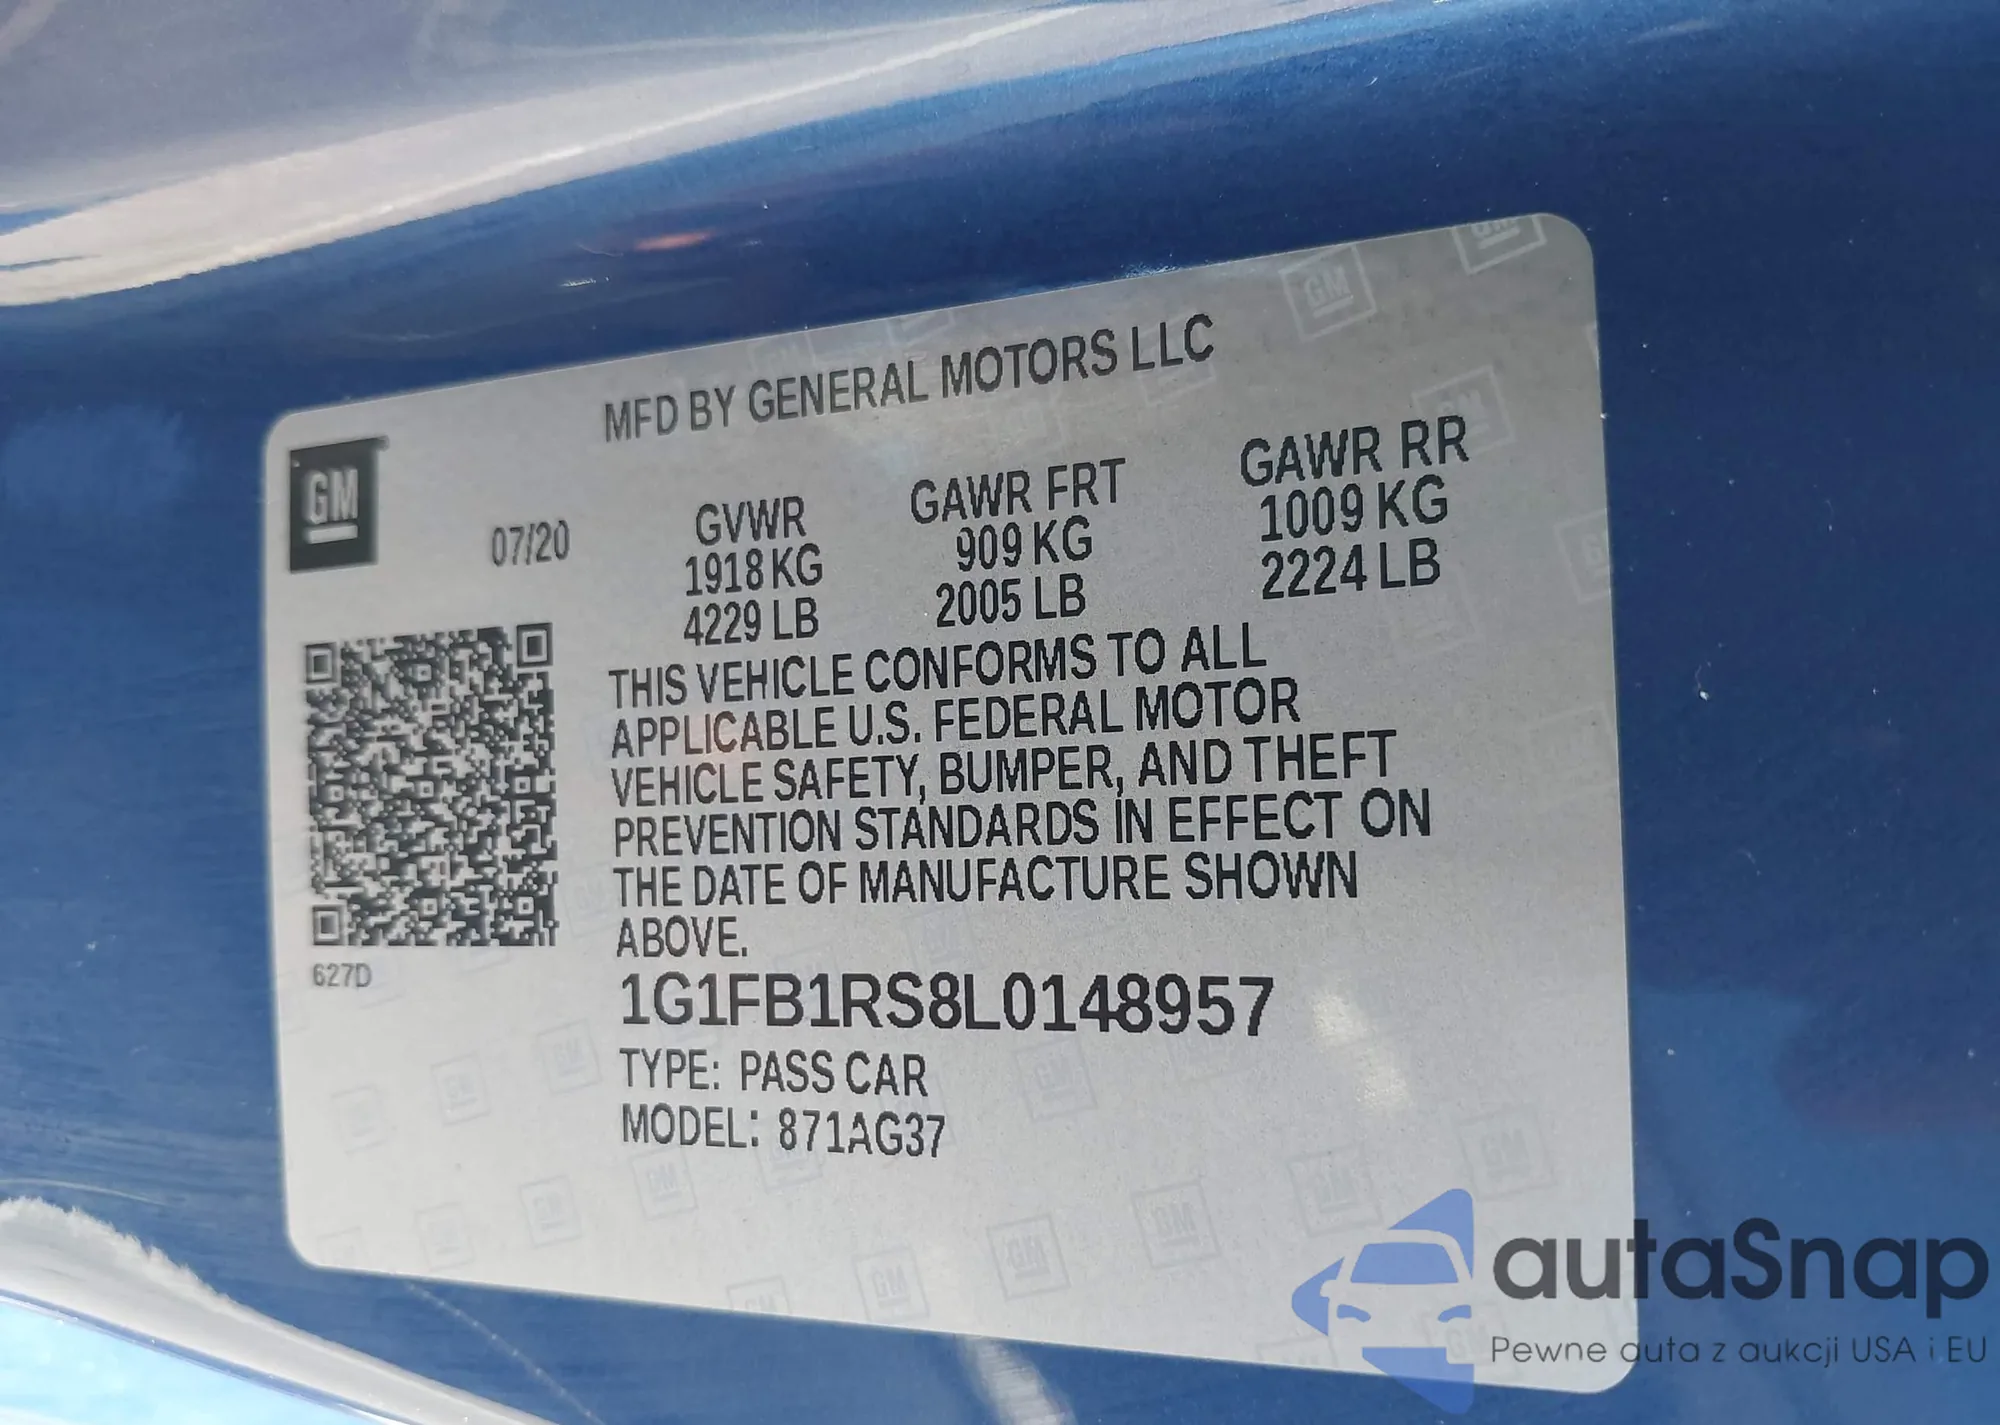 MFD BY GENERAL MOTORS LLC
GM
07/20
GVWR
1918 KG
4229 LB
GAWR FRT
909 KG
2005 LB
GAWR RR
1009 KG
2224 LB
THIS VEHICLE CONFORMS TO ALL
APPLICABLE U.S. FEDERAL MOTOR
VEHICLE SAFETY, BUMPER, AND THEFT
PREVENTION STANDARDS IN EFFECT ON
THE DATE OF MANUFACTURE SHOWN
ABOVE.
627D
1G1FB1RS8L0148957
TYPE: PASS CAR
MODEL: 871AG37
autaSnap
Pewne auta z aukcji USA i EU